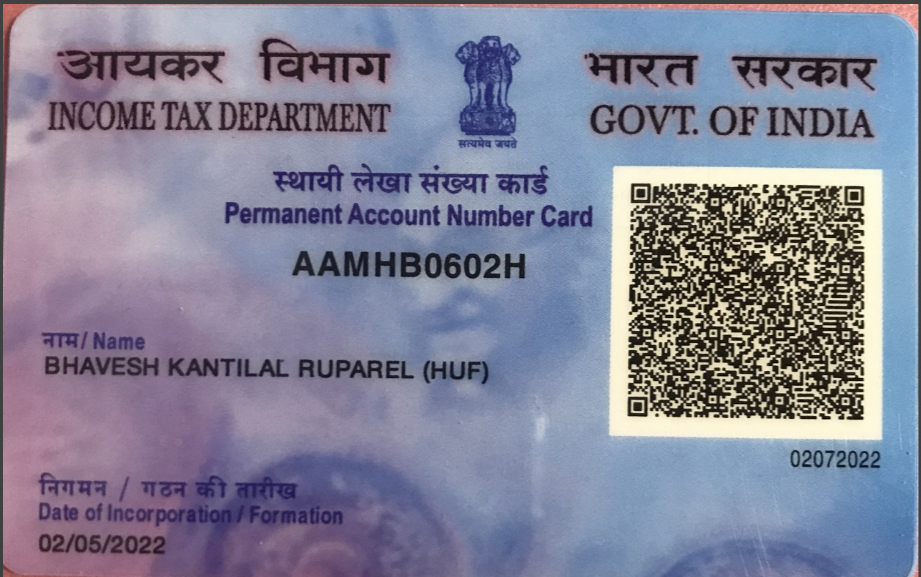 आयकर विभाग
INCOME TAX DEPARTMENT
सत्यमेव जयते
भारत सरकार
GOVT. OF INDIA
स्थायी लेखा संख्या कार्ड
Permanent Account Number Card
AAMHB0602H
नाम/ Name
BHAVESH KANTILAL RUPAREL (HUF)
02072022
निगमन / गठन की तारीख
Date of Incorporation / Formation
02/05/2022